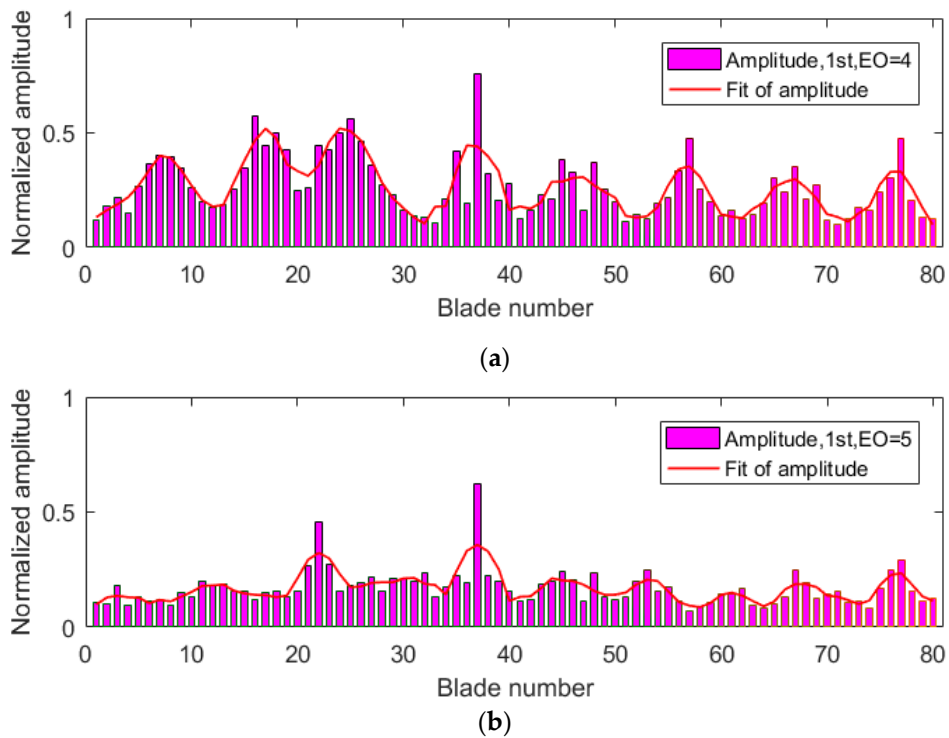 1
0.5
0
Normalized amplitude
Amplitude,1st,EO=4
Fit of amplitude
0 10 20 30 40 50 60 70 80
Blade number
(a)
1
0.5
0
Normalized amplitude
Amplitude,1st,EO=5
Fit of amplitude
0 10 20 30 40 50 60 70 80
Blade number
(b)